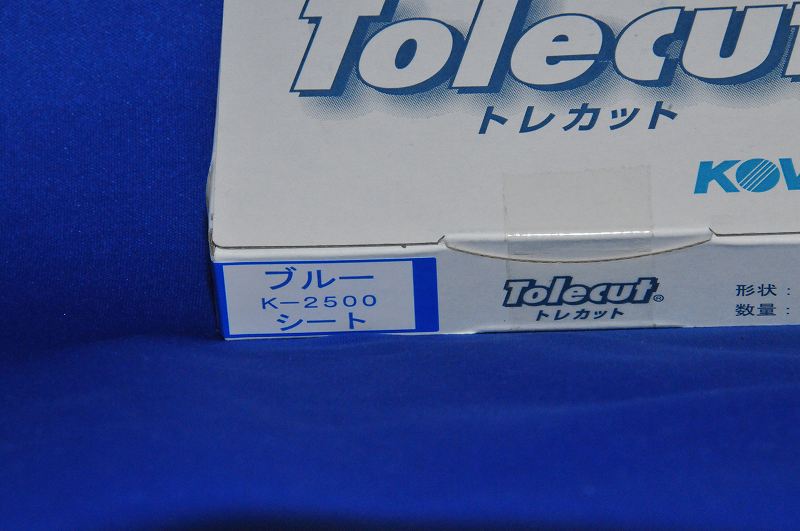 Tolecut
トレカット
KOV
ブルー
K-2500
シート
Tolecut®
トレカット
形状:
数量: